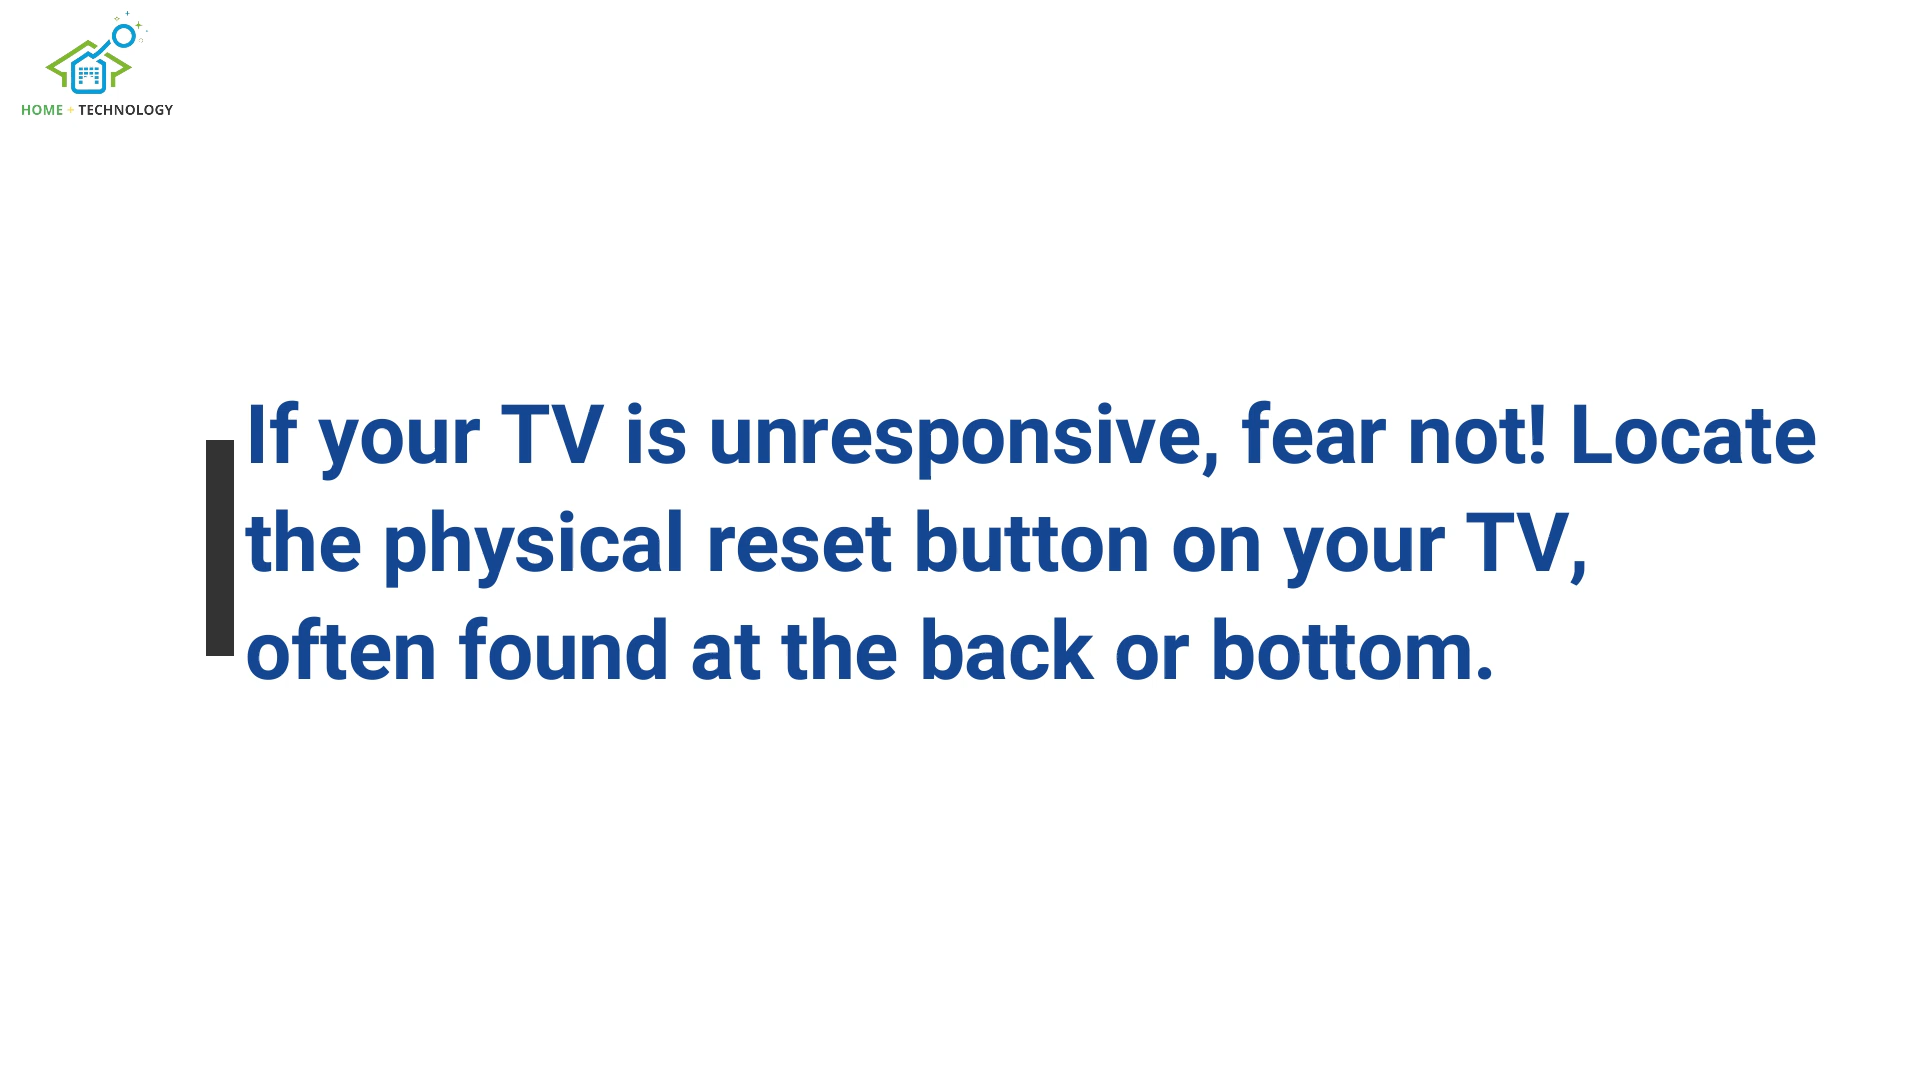 HOME + TECHNOLOGY
If your TV is unresponsive, fear not! Locate
the physical reset button on your TV,
often found at the back or bottom.